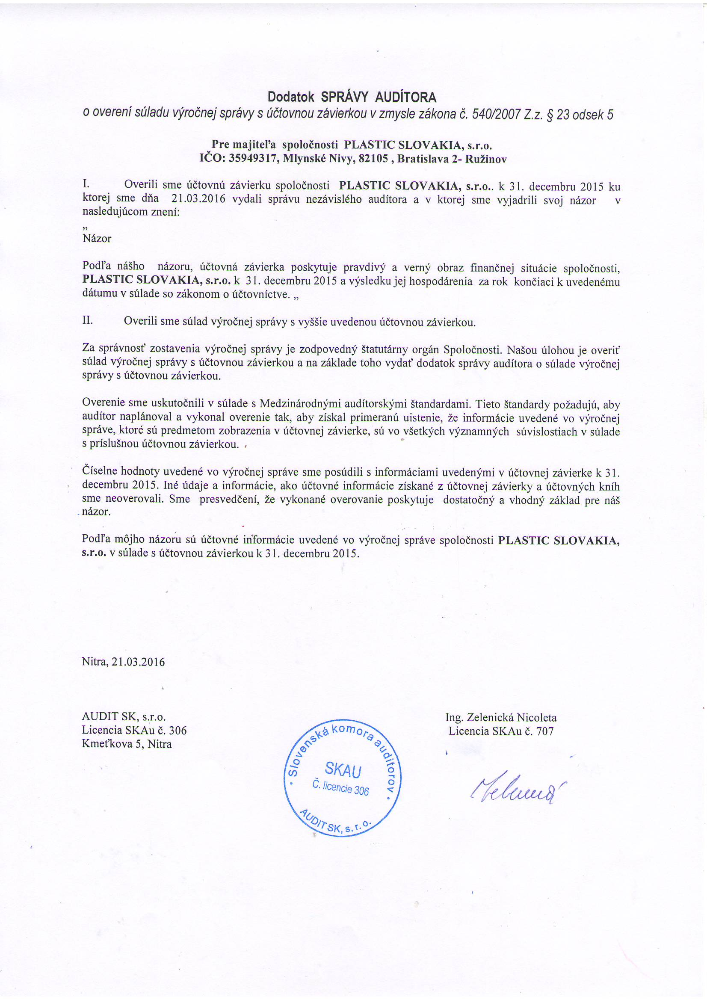 Dodatok SPRÁVY AUDÍTORA
o overení súladu výročnej správy s účtovnou závierkou v zmysle zákona č. 540/2007 Z.z. § 23 odsek 5
Pre majiteľa spoločnosti PLASTIC SLOVAKIA, s.r.o.
IČO: 35949317, Mlynské Nivy, 82105 , Bratislava 2- Ružinov
I. Overili sme účtovnú závierku spoločnosti PLASTIC SLOVAKIA, s.r.o.. k 31. decembru 2015 ku
ktorej sme dňa 21.03.2016 vydali správu nezávislého audítora a v ktorej sme vyjadrili svoj názor v
nasledujúcom znení:
„
Názor
Podľa nášho názoru, účtovná závierka poskytuje pravdivý a verný obraz finančnej situácie spoločnosti,
PLASTIC SLOVAKIA, s.r.o. k 31. decembru 2015 a výsledku jej hospodárenia za rok končiaci k uvedenému
dátumu v súlade so zákonom o účtovníctve. „
II. Overili sme súlad výročnej správy s vyššie uvedenou účtovnou závierkou.
Za správnosť zostavenia výročnej správy je zodpovedný štatutárny orgán Spoločnosti. Našou úlohou je overiť
súlad výročnej správy s účtovnou závierkou a na základe toho vydať dodatok správy audítora o súlade výročnej
správy s účtovnou závierkou.
Overenie sme uskutočnili v súlade s Medzinárodnými audítorskými štandardami. Tieto štandardy požadujú, aby
audítor naplánoval a vykonal overenie tak, aby získal primeranú uistenie, že informácie uvedené vo výročnej
správe, ktoré sú predmetom zobrazenia v účtovnej závierke, sú vo všetkých významných súvislostiach v súlade
s príslušnou účtovnou závierkou.
Číselne hodnoty uvedené vo výročnej správe sme posúdili s informáciami uvedenými v účtovnej závierke k 31.
decembru 2015. Iné údaje a informácie, ako účtovné informácie získané z účtovnej závierky a účtovných kníh
sme neoverovali. Sme presvedčení, že vykonané overovanie poskytuje dostatočný a vhodný základ pre náš
názor.
Podľa môjho názoru sú účtovné informácie uvedené vo výročnej správe spoločnosti PLASTIC SLOVAKIA,
s.r.o. v súlade s účtovnou závierkou k 31. decembru 2015.
Nitra, 21.03.2016
AUDIT SK, s.r.o.
Licencia SKAu č. 306
Kmeťkova 5, Nitra
Ing. Zelenická Nicoleta
Licencia SKAu č. 707
• Slovenská komora auditorov •
SKAU
Č. licencie 306
AUDIT SK, s. r. o.